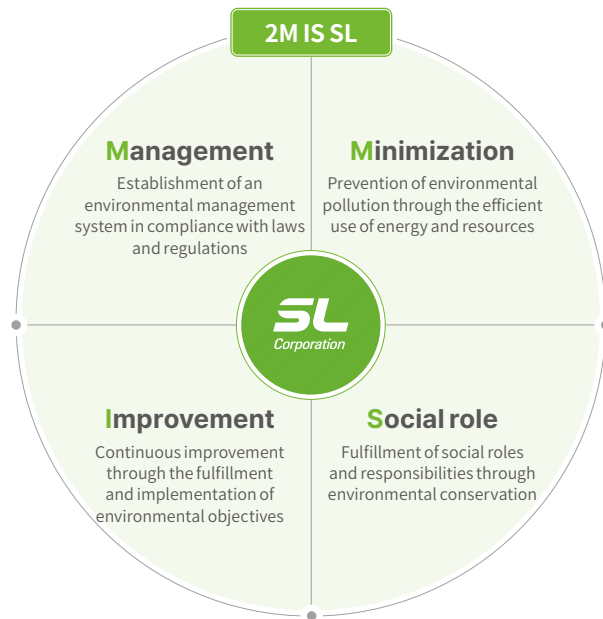 2M IS SL
Management
Establishment of an
environmental management
system in compliance with laws
and regulations
Minimization
Prevention of environmental
pollution through the efficient
use of energy and resources
SL
Corporation
Improvement
Continuous improvement
through the fulfillment
and implementation of
environmental objectives
Social role
Fulfillment of social roles
and responsibilities through
environmental conservation